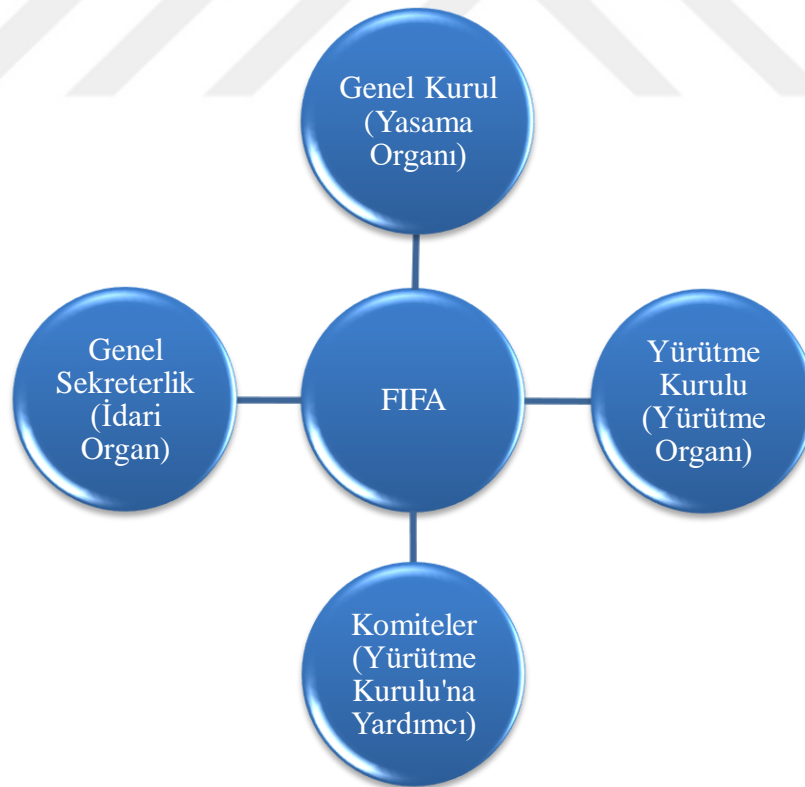 Genel Kurul
(Yasama
Organı)
Genel
Sekreterlik
(İdari
Organ)
FIFA
Yürütme
Kurulu
(Yürütme
Organı)
Komiteler
(Yürütme
Kurulu'na
Yardımcı)